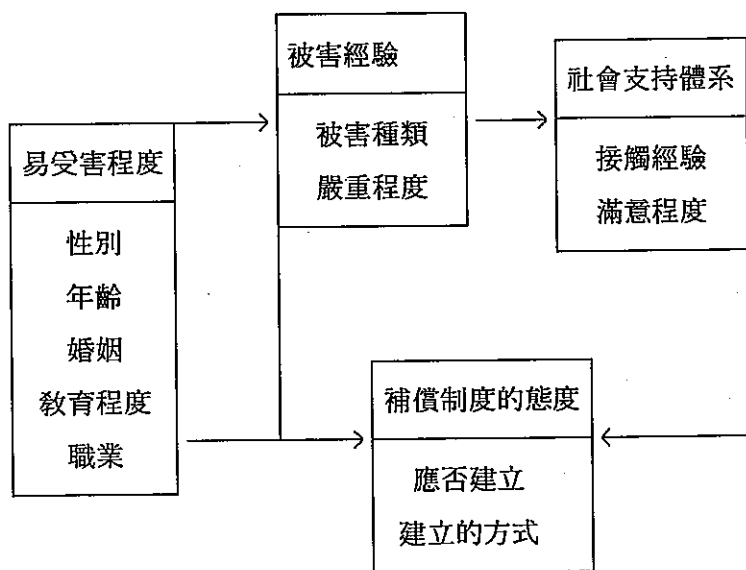 易受害程度
性別
年齡
婚姻
教育程度
職業
被害經驗
被害種類
嚴重程度
社會支持體系
接觸經驗
滿意程度
補償制度的態度
應否建立
建立的方式